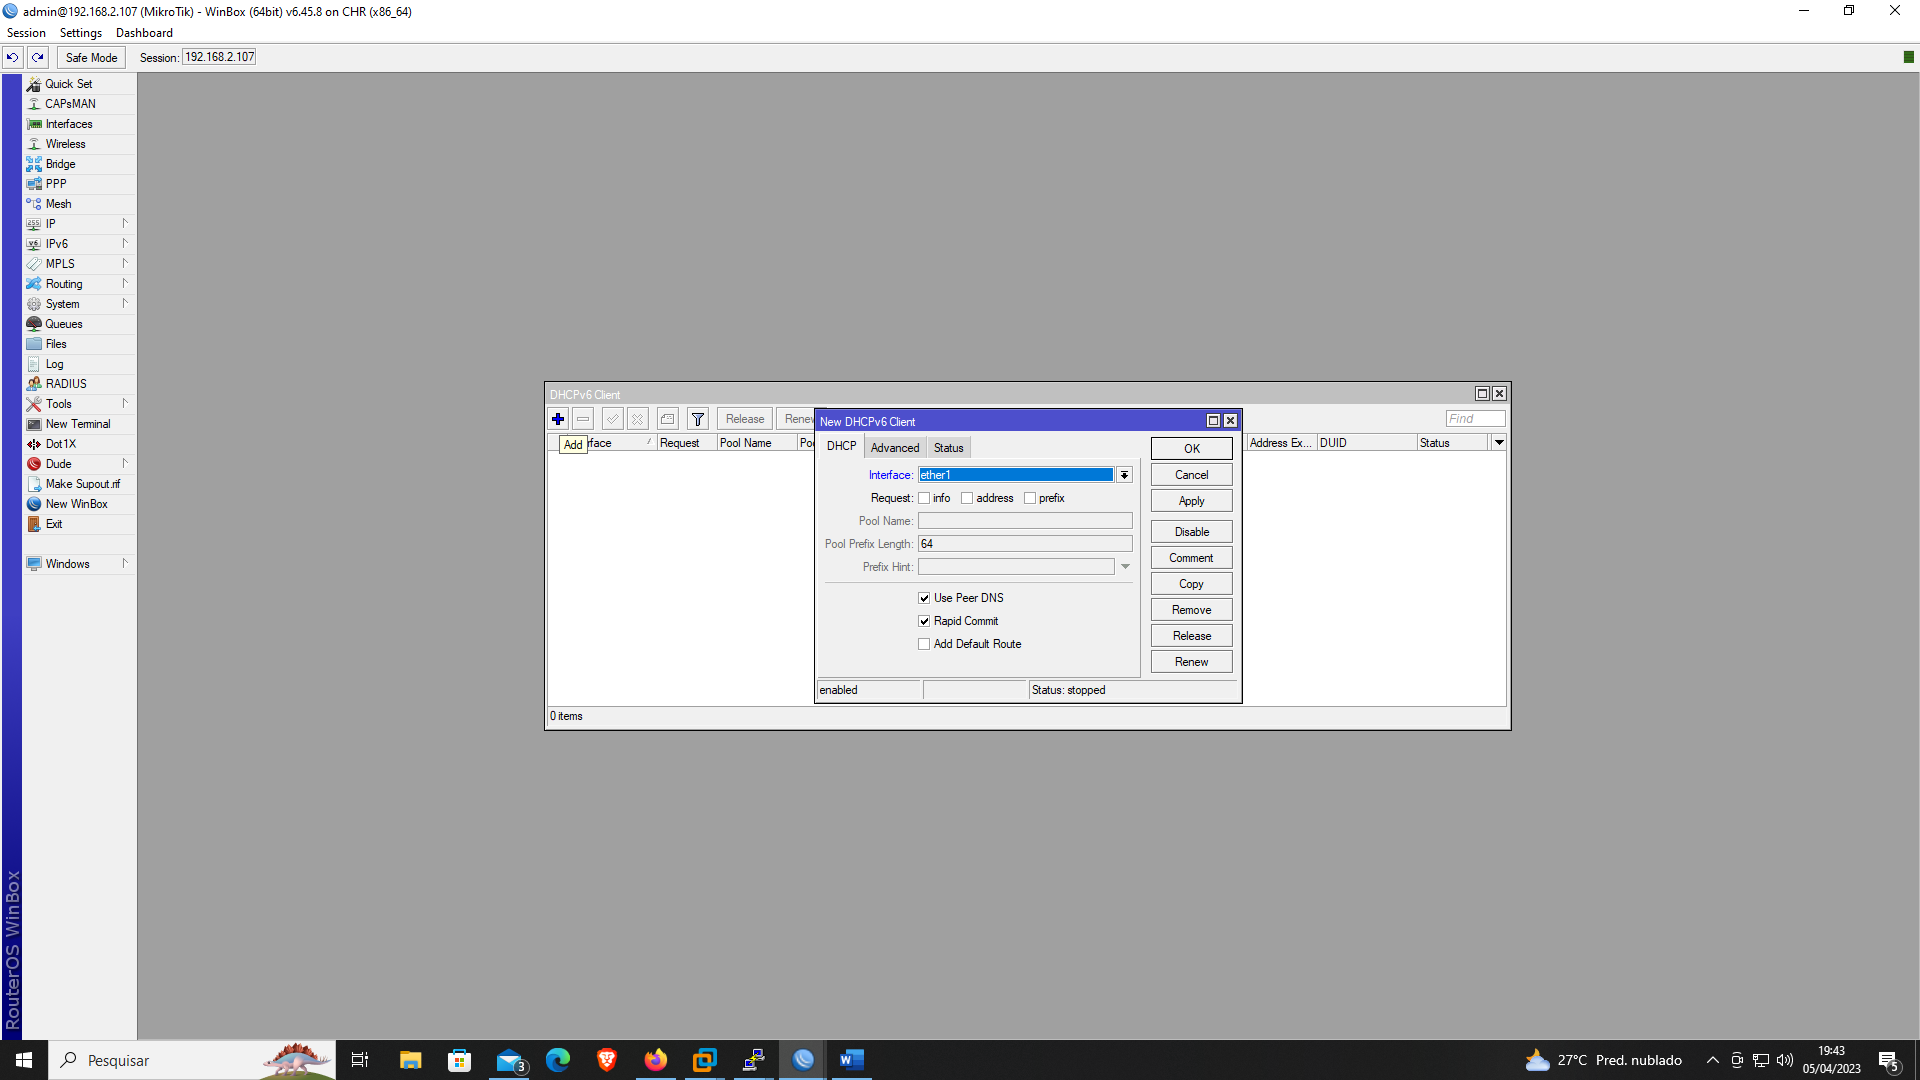 admin@192.168.2.107 (MikroTik) - WinBox (64bit) v6.45.8 on CHR (x86_64)
Session Settings Dashboard
Safe Mode Session: 192.168.2.107
Quick Set
CAPsMAN
Interfaces
Wireless
Bridge
PPP
Mesh
IP
IPv6
MPLS
Routing
System
Queues
Files
Log
RADIUS
Tools
New Terminal
Dot1X
Dude
Make Supout.rif
New WinBox
Exit
Windows
RouterOS WinBox
DHCPv6 Client
Release Renew Find
Add
rface Request Pool Name Poo Address Ex... DUID Status
New DHCPv6 Client
DHCP Advanced Status
Interface: ether1
Request: info address prefix
Pool Name:
Pool Prefix Length: 64
Prefix Hint:
Use Peer DNS
Rapid Commit
Add Default Route
OK
Cancel
Apply
Disable
Comment
Copy
Remove
Release
Renew
enabled Status: stopped
0 items
Pesquisar
3
27°C Pred. nublado
19:43
05/04/2023
5